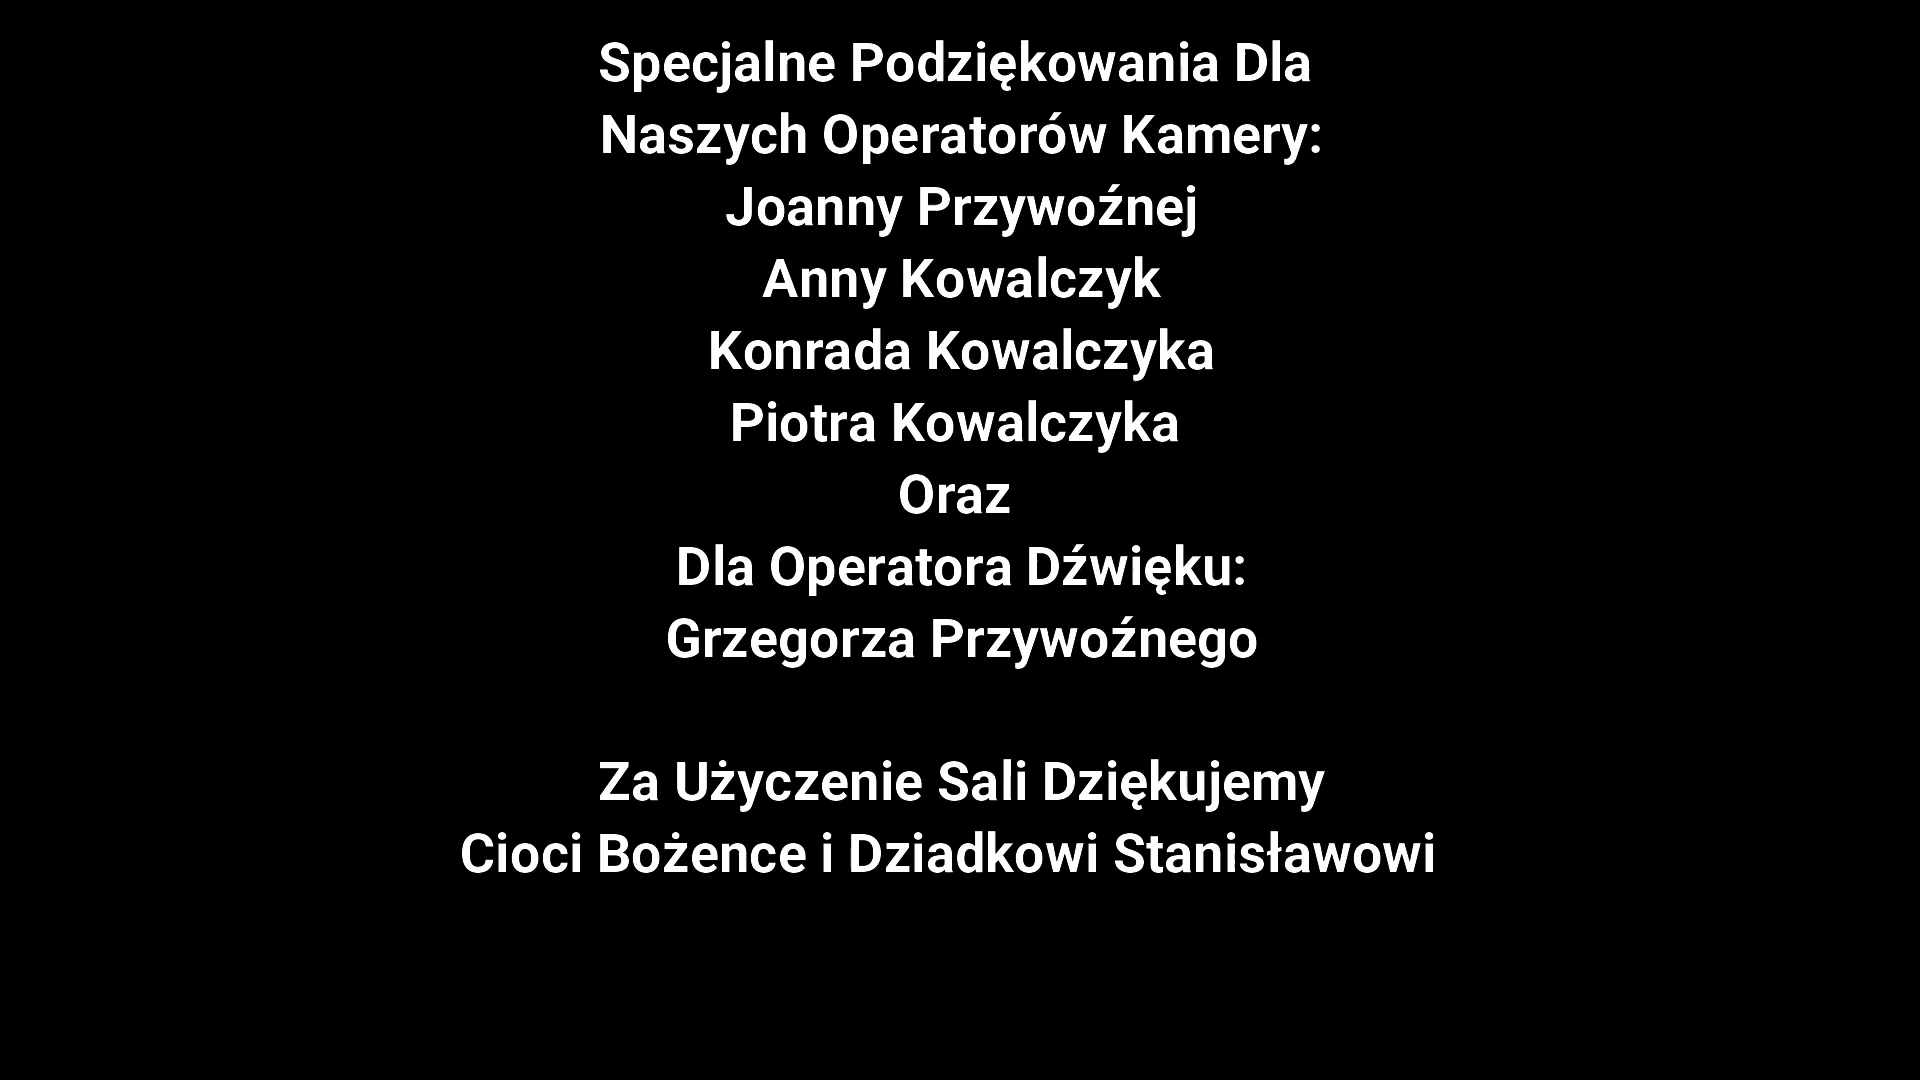 Specjalne Podziękowania Dla
Naszych Operatorów Kamery:
Joanny Przywoźnej
Anny Kowalczyk
Konrada Kowalczyka
Piotra Kowalczyka
Oraz
Dla Operatora Dźwięku:
Grzegorza Przywoźnego
Za Użyczenie Sali Dziękujemy
Cioci Bożence i Dziadkowi Stanisławowi